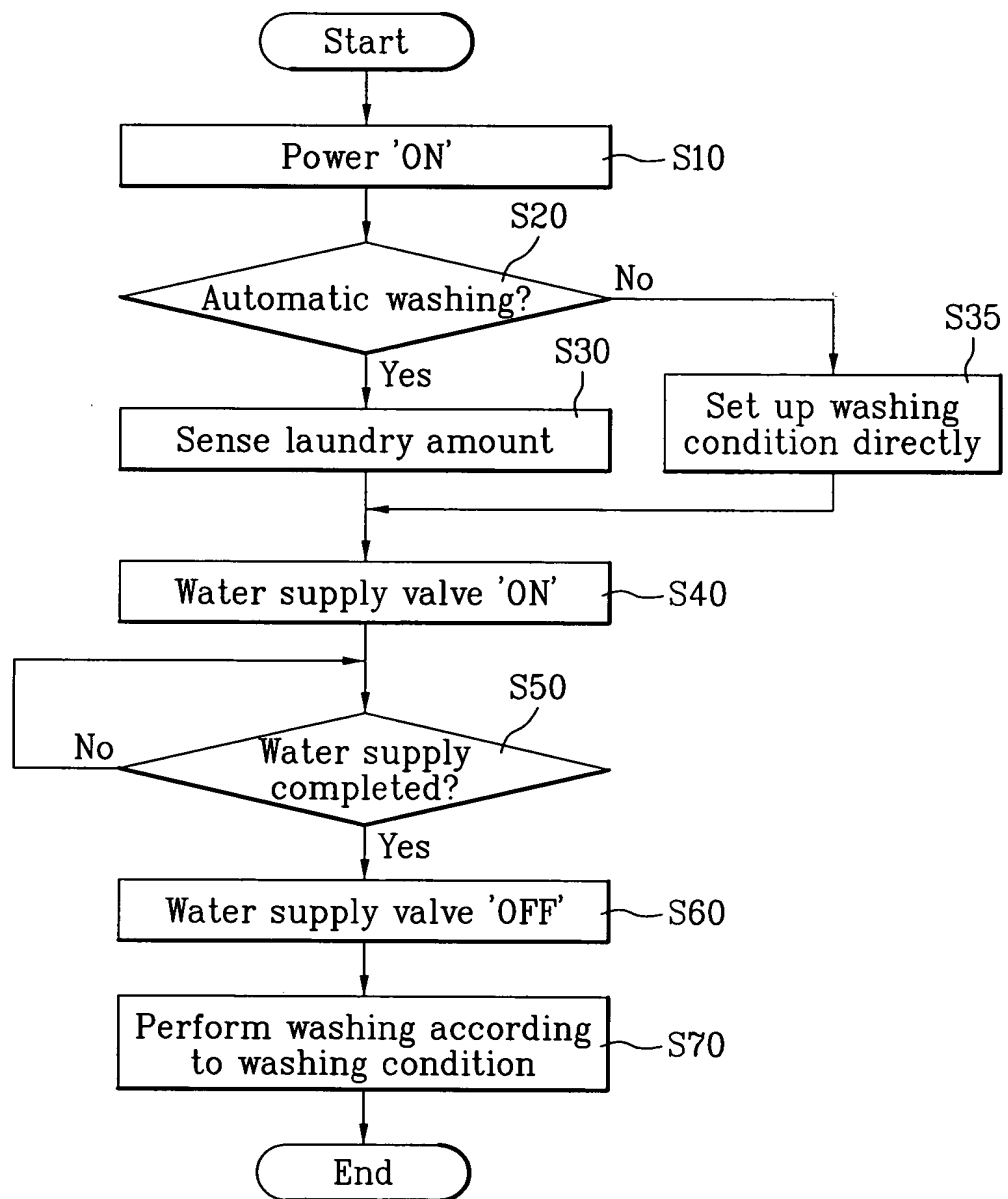 Start
Power 'ON'
S10
S20
Automatic washing?
No
S30
S35
Yes
Sense laundry amount
Set up washing
condition directly
Water supply valve 'ON'
S40
S50
No
Water supply
completed?
Yes
Water supply valve 'OFF'
S60
Perform washing according
to washing condition
S70
End